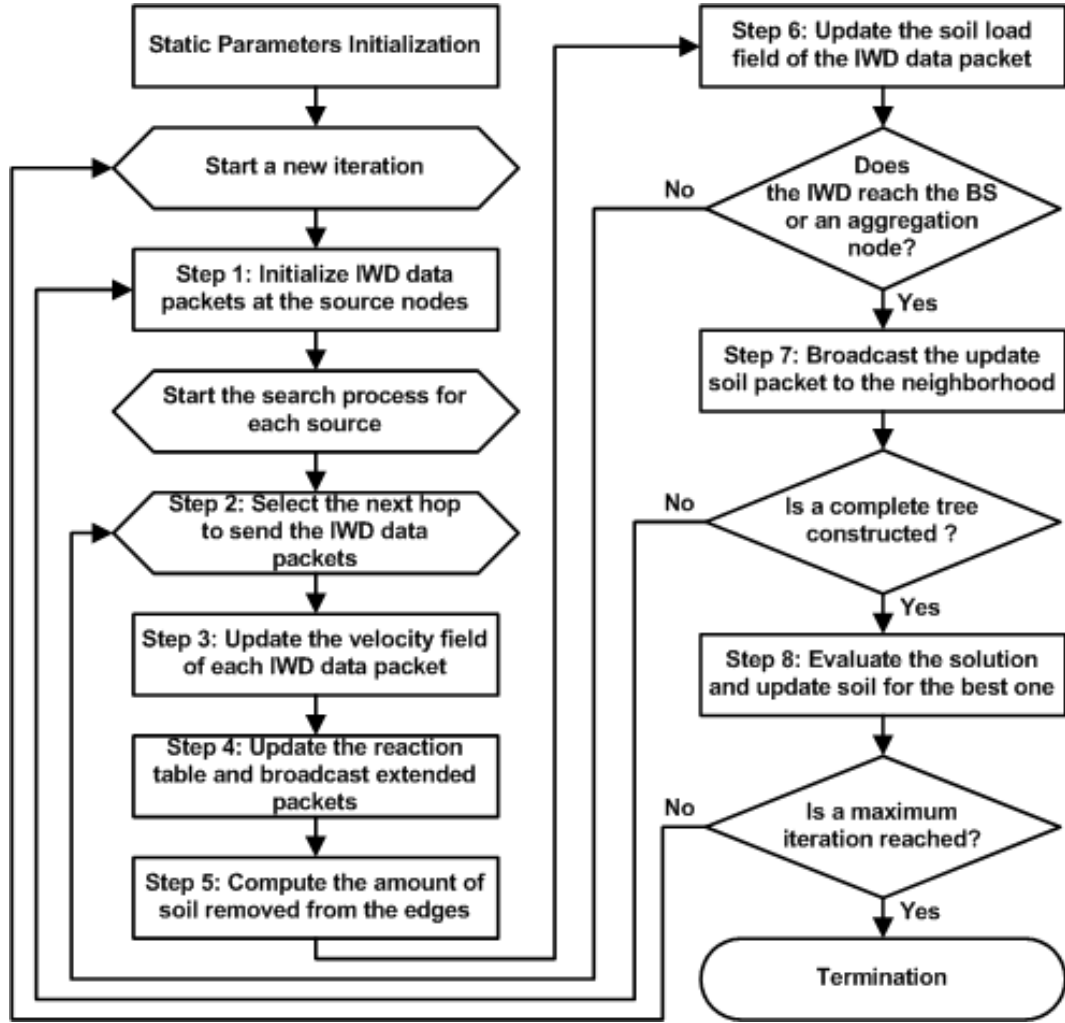 Static Parameters Initialization
Start a new iteration
Step 1: Initialize IWD data
packets at the source nodes
Start the search process for
each source
Step 2: Select the next hop
to send the IWD data
packets
Step 3: Update the velocity field
of each IWD data packet
Step 4: Update the reaction
table and broadcast extended
packets
Step 5: Compute the amount of
soil removed from the edges
Step 6: Update the soil load
field of the IWD data packet
Does
the IWD reach the BS
or an aggregation
node?
No
Yes
Step 7: Broadcast the update
soil packet to the neighborhood
Is a complete tree
constructed ?
No
Yes
Step 8: Evaluate the solution
and update soil for the best one
Is a maximum
iteration reached?
No
Yes
Termination